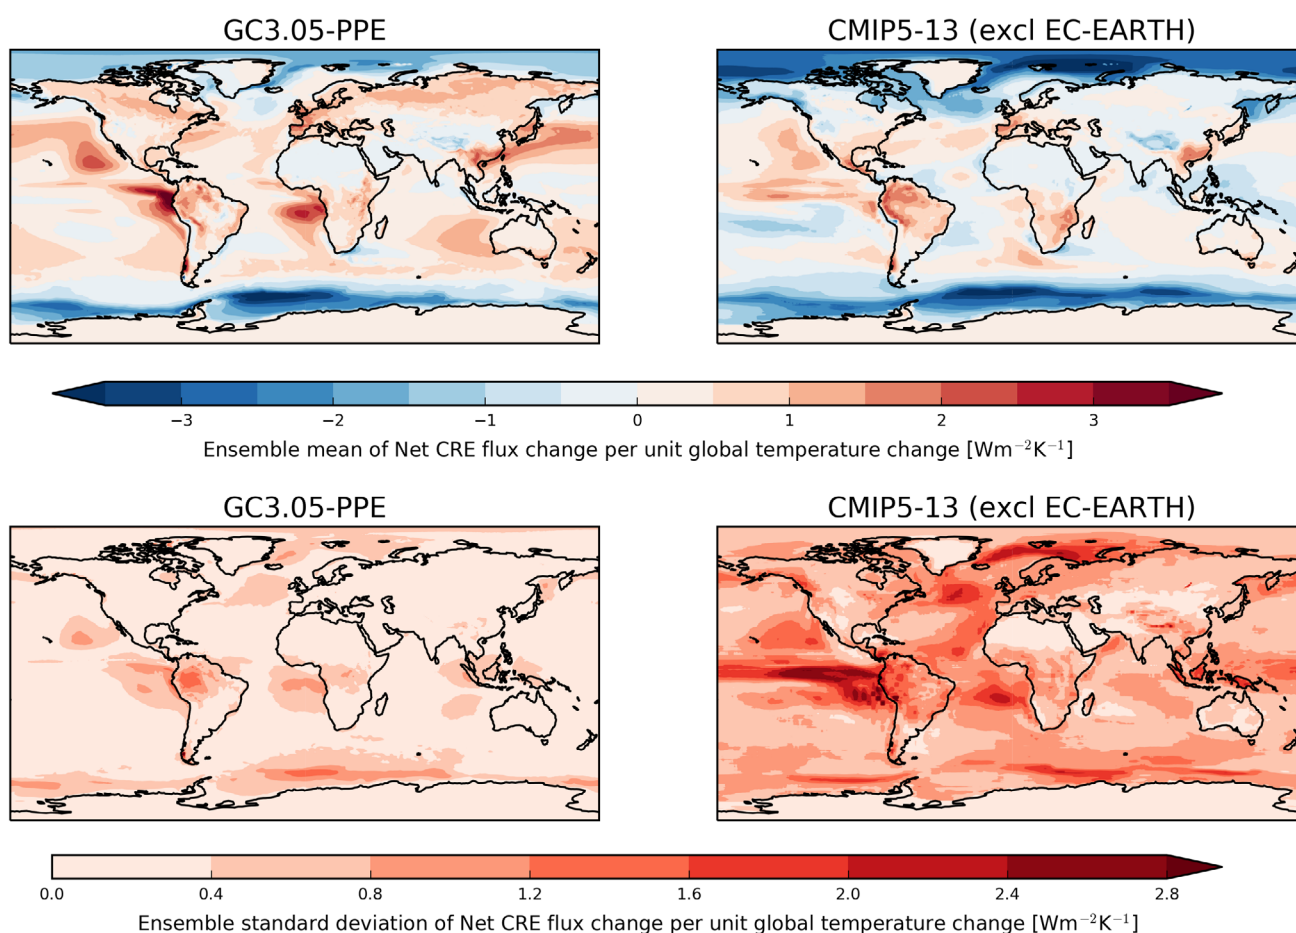 GC3.05-PPE
CMIP5-13 (excl EC-EARTH)
−3 −2 −1 0 1 2 3
Ensemble mean of Net CRE flux change per unit global temperature change [Wm⁻²K⁻¹]
GC3.05-PPE
CMIP5-13 (excl EC-EARTH)
0.0 0.4 0.8 1.2 1.6 2.0 2.4 2.8
Ensemble standard deviation of Net CRE flux change per unit global temperature change [Wm⁻²K⁻¹]